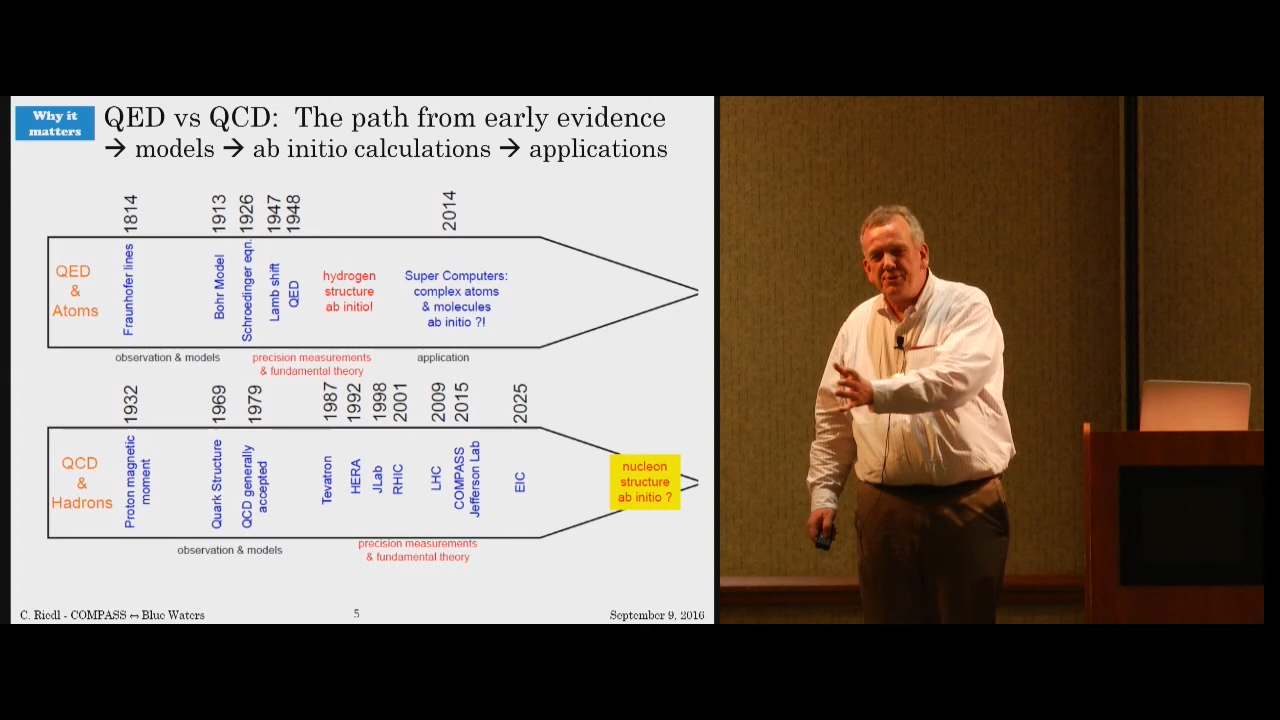 Why it
matters
QED vs QCD: The path from early evidence
→ models → ab initio calculations → applications
1814
1913
1926
1947
1948
2014
QED
&
Atoms
Fraunhofer lines
Bohr Model
Schroedinger eqn.
Lamb shift
QED
hydrogen
structure
ab initio!
Super Computers:
complex atoms
& molecules
ab initio ?!
observation & models
precision measurements
& fundamental theory
application
1932
1969
1979
1987
1992
1998
2001
2009
2015
2025
QCD
&
Hadrons
Proton magnetic
moment
Quark Structure
QCD generally
accepted
Tevatron
HERA
JLab
RHIC
LHC
COMPASS
Jefferson Lab
EIC
nucleon
structure
ab initio ?
observation & models
precision measurements
& fundamental theory
C. Riedl - COMPASS ↔ Blue Waters
5
September 9, 2016